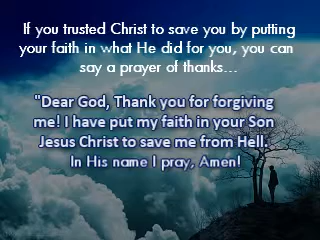 If you trusted Christ to save you by putting
your faith in what He did for you, you can
say a prayer of thanks...
"Dear God, Thank you for forgiving
me! I have put my faith in your Son
Jesus Christ to save me from Hell.
In His name I pray, Amen!